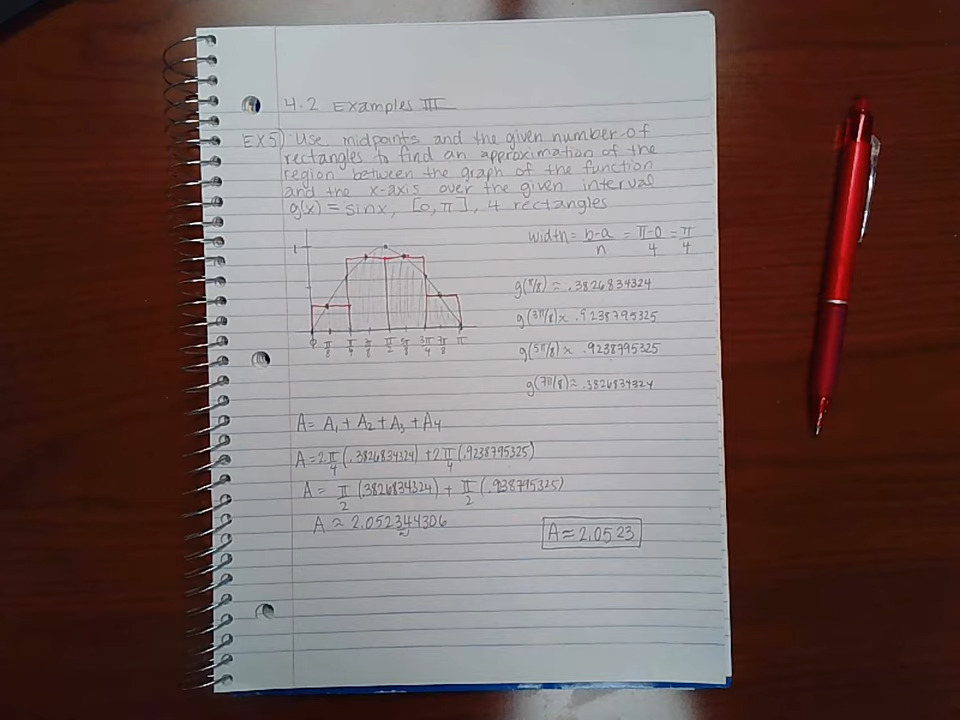 4.2 Examples III
EX5) Use midpoints and the given number of
rectangles to find an approximation of the
region between the graph of the function
and the x-axis over the given interval
g(x) = sinx, [0,π], 4 rectangles
width = b-a/n = π-0/4 = π/4
1
0 π/8 π/4 3π/8 π/2 5π/8 3π/4 7π/8 π
g(π/8) ≈ .3826834324
g(3π/8) ≈ .9238795325
g(5π/8) ≈ .9238795325
g(7π/8) ≈ .3826834324
A = A₁ + A₂ + A₃ + A₄
A = 2π/4 (.3826834324) + 2π/4 (.9238795325)
A = π/2 (.3826834324) + π/2 (.938795325)
A ≈ 2.052344306
A ≈ 2.0523